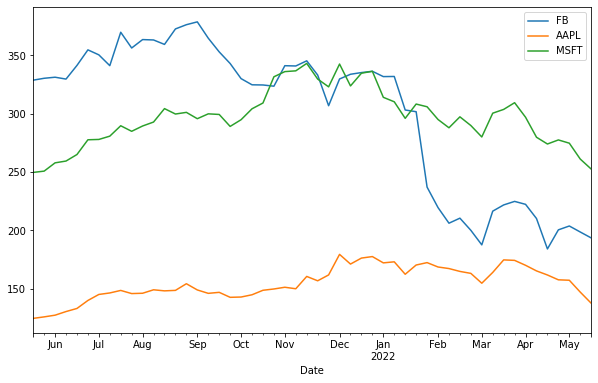 FB
AAPL
MSFT
350
300
250
200
150
Jun Jul Aug Sep Oct Nov Dec Jan Feb Mar Apr May
2022
Date